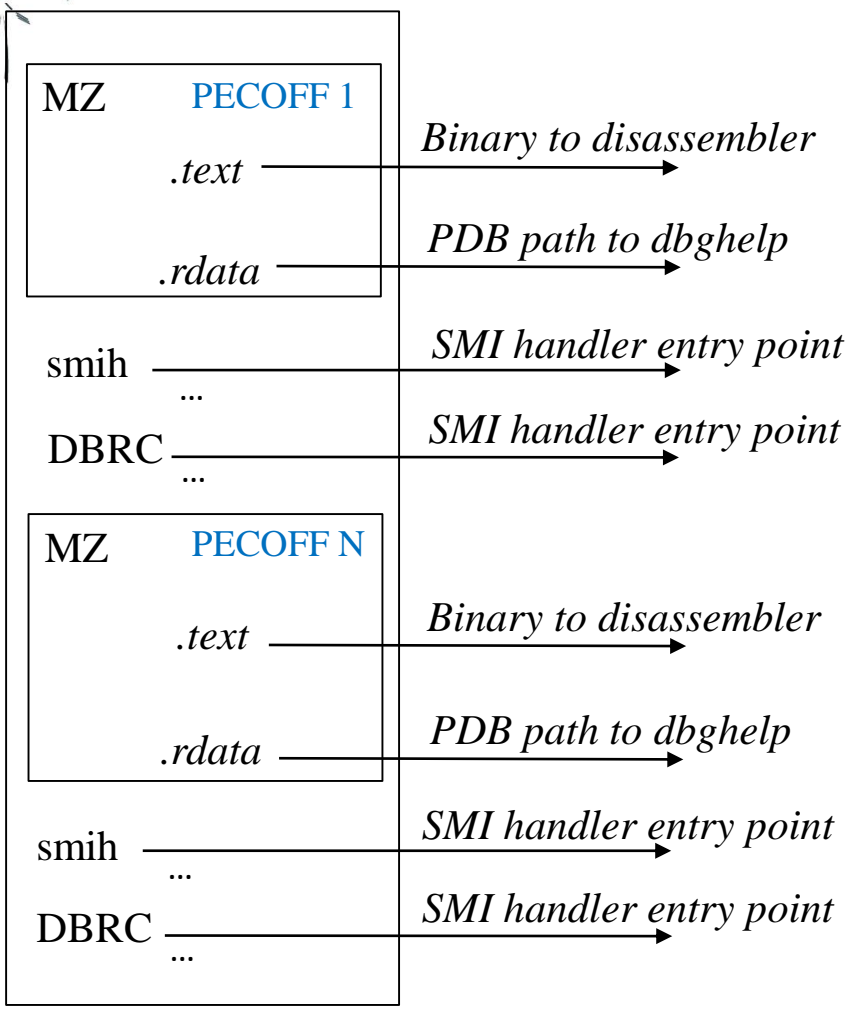 MZ PECOFF 1
.text Binary to disassembler
.rdata PDB path to dbghelp
smih SMI handler entry point
...
DBRC SMI handler entry point
...
MZ PECOFF N
.text Binary to disassembler
.rdata PDB path to dbghelp
smih SMI handler entry point
...
DBRC SMI handler entry point
...